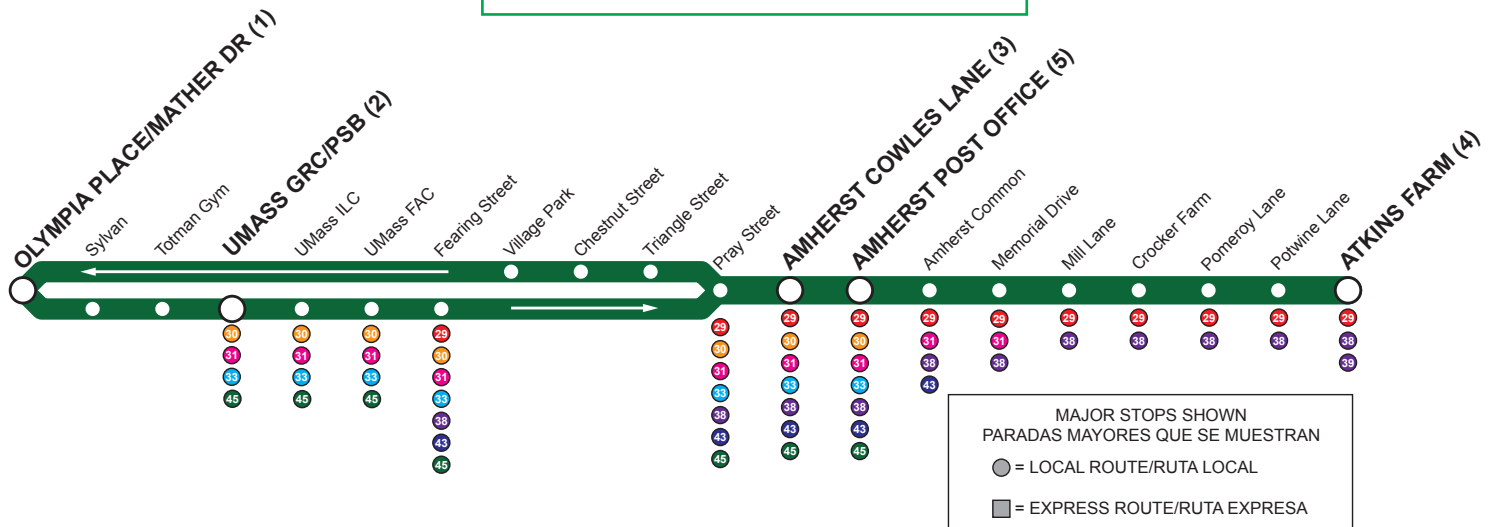 OLYMPIA PLACE/MATHER DR (1)
Sylvan
Totman Gym
UMASS GRC/PSB (2)
UMass ILC
UMass FAC
Fearing Street
Village Park
Chestnut Street
Triangle Street
Pray Street
AMHERST COWLES LANE (3)
AMHERST POST OFFICE (5)
Amherst Common
Memorial Drive
Mill Lane
Crocker Farm
Pomeroy Lane
Potwine Lane
ATKINS FARM (4)
30
31
33
45
30
31
33
45
30
31
33
45
29
30
31
33
38
43
45
29
30
31
33
38
43
45
29
30
31
33
38
43
45
29
30
31
33
38
43
45
29
31
38
43
29
31
38
29
38
29
38
29
38
29
38
29
38
39
MAJOR STOPS SHOWN
PARADAS MAYORES QUE SE MUESTRAN
= LOCAL ROUTE/RUTA LOCAL
= EXPRESS ROUTE/RUTA EXPRESA